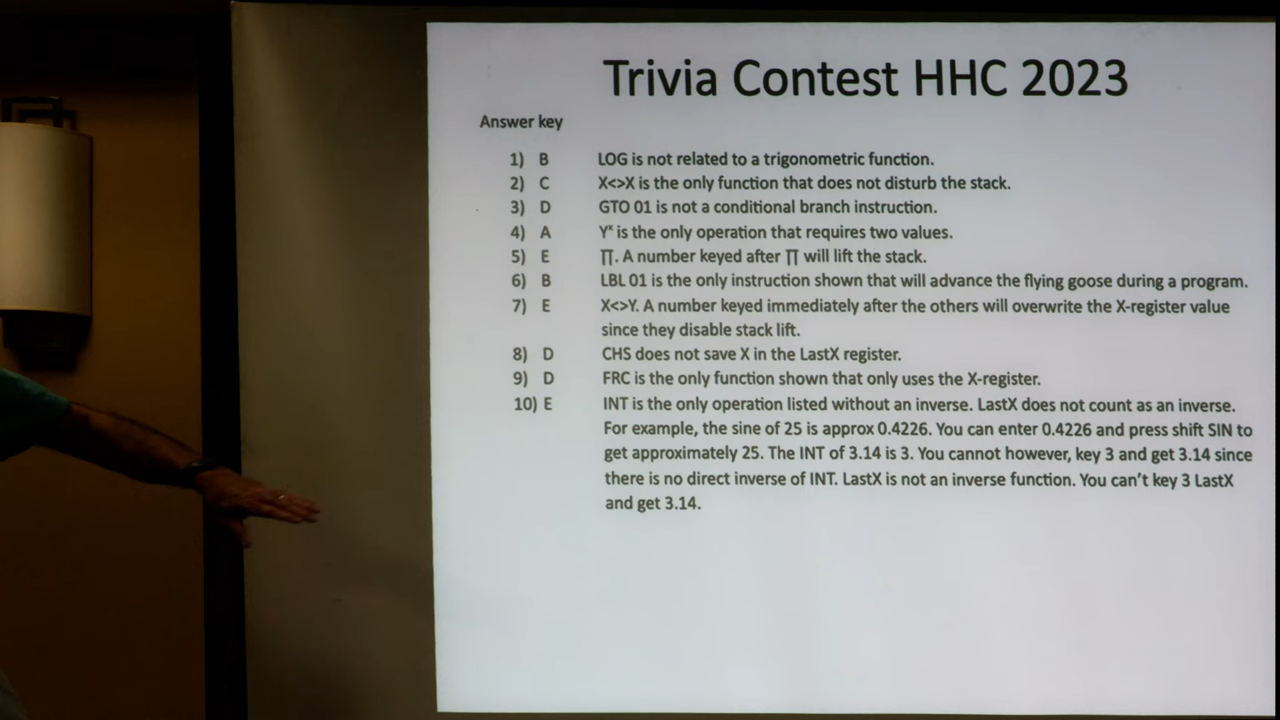 Trivia Contest HHC 2023
Answer key
1) B LOG is not related to a trigonometric function.
2) C X<>X is the only function that does not disturb the stack.
3) D GTO 01 is not a conditional branch instruction.
4) A Yˣ is the only operation that requires two values.
5) E ∏. A number keyed after ∏ will lift the stack.
6) B LBL 01 is the only instruction shown that will advance the flying goose during a program.
7) E X<>Y. A number keyed immediately after the others will overwrite the X-register value
since they disable stack lift.
8) D CHS does not save X in the LastX register.
9) D FRC is the only function shown that only uses the X-register.
10) E INT is the only operation listed without an inverse. LastX does not count as an inverse.
For example, the sine of 25 is approx 0.4226. You can enter 0.4226 and press shift SIN to
get approximately 25. The INT of 3.14 is 3. You cannot however, key 3 and get 3.14 since
there is no direct inverse of INT. LastX is not an inverse function. You can't key 3 LastX
and get 3.14.